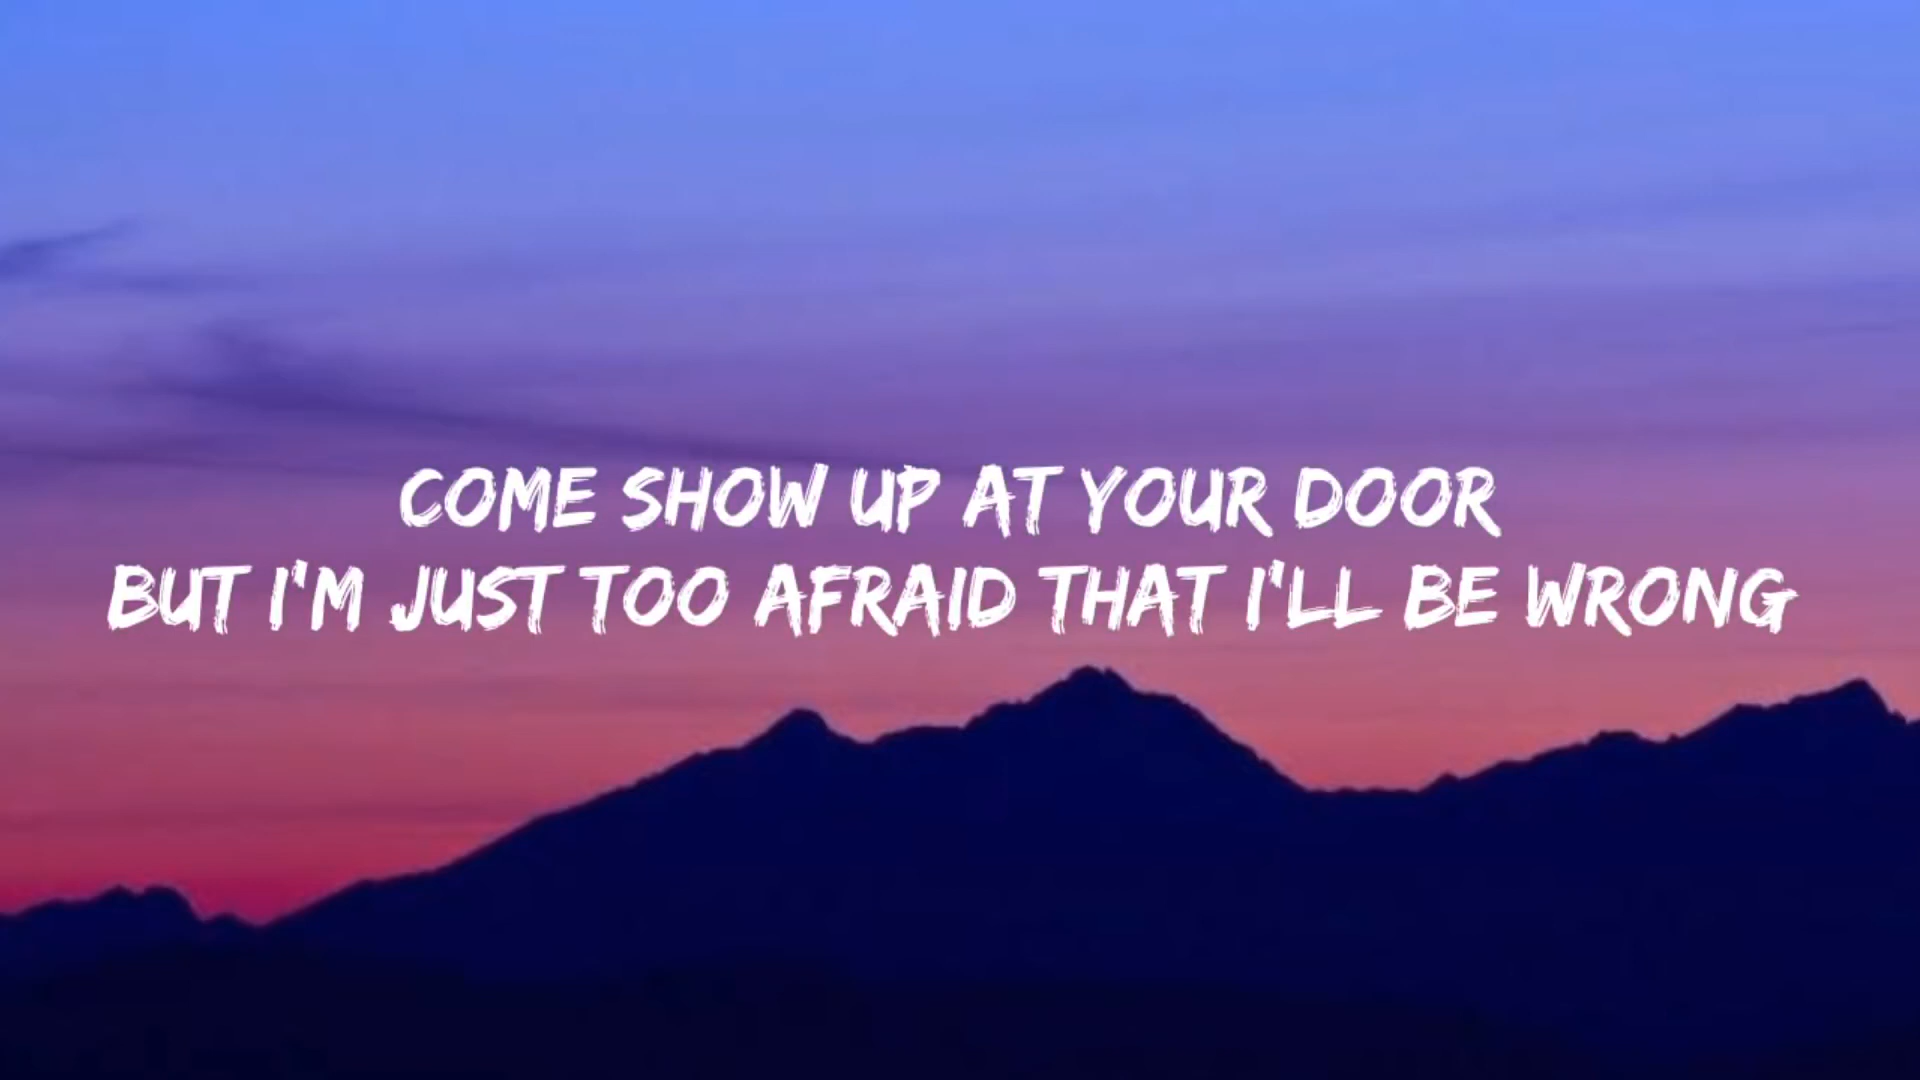 COME SHOW UP AT YOUR DOOR
BUT I'M JUST TOO AFRAID THAT I'LL BE WRONG